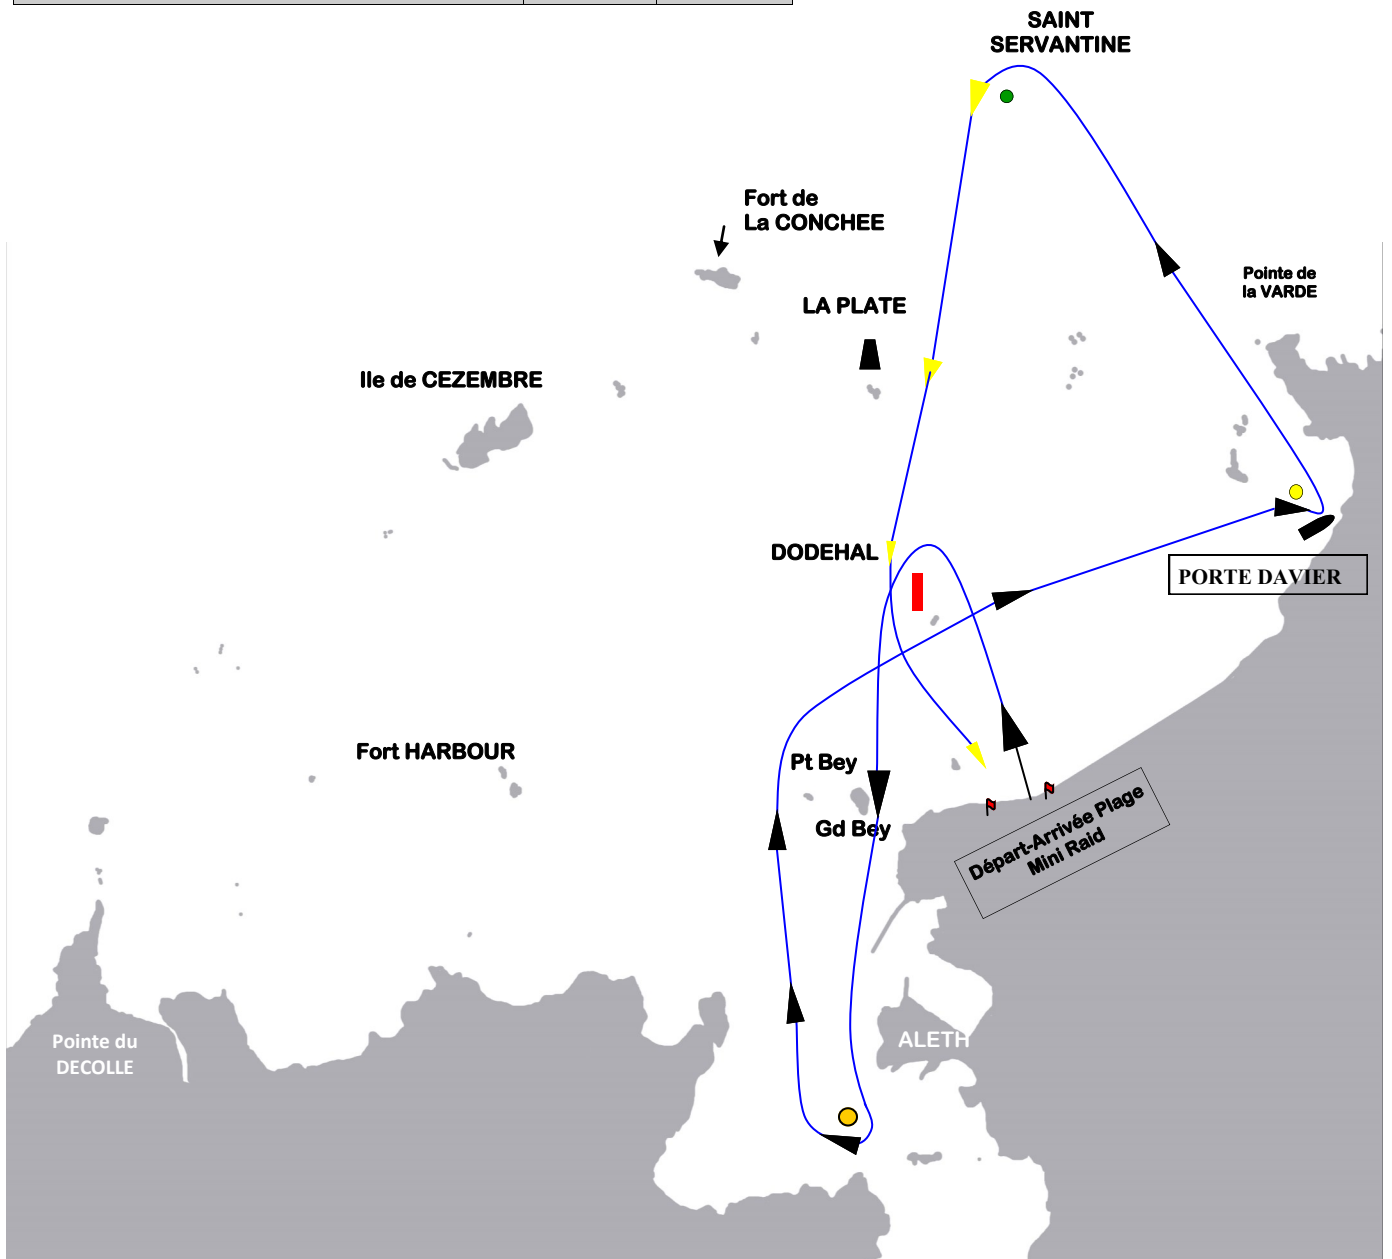 SAINT
SERVANTINE
Fort de
La CONCHEE
Pointe de
la VARDE
LA PLATE
Ile de CEZEMBRE
DODEHAL
PORTE DAVIER
Fort HARBOUR
Pt Bey
Gd Bey
Départ-Arrivée Plage
Mini Raid
Pointe du
DECOLLE
ALETH